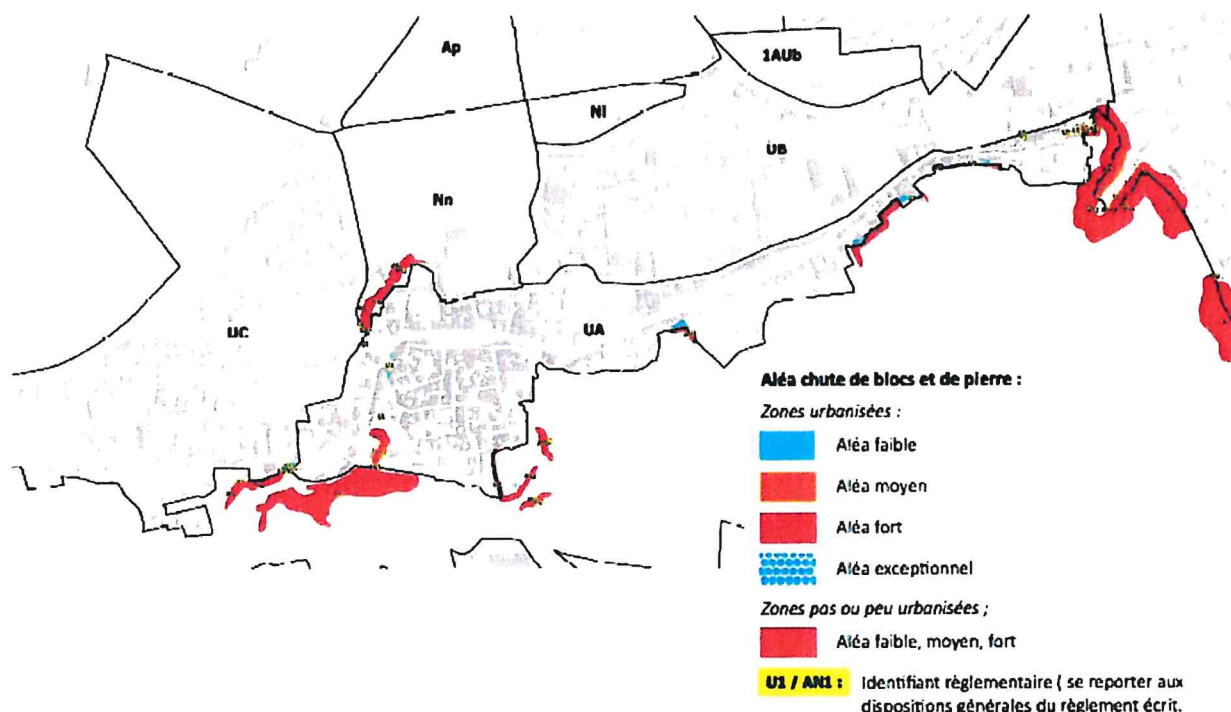 Ap
1AUb
Nl
UB
Nn
UC
UA
Aléa chute de blocs et de pierre :
Zones urbanisées :
Aléa faible
Aléa moyen
Aléa fort
Aléa exceptionnel
Zones pas ou peu urbanisées ;
Aléa faible, moyen, fort
U1 / AN1 : Identifiant règlementaire ( se reporter aux
dispositions générales du règlement écrit.